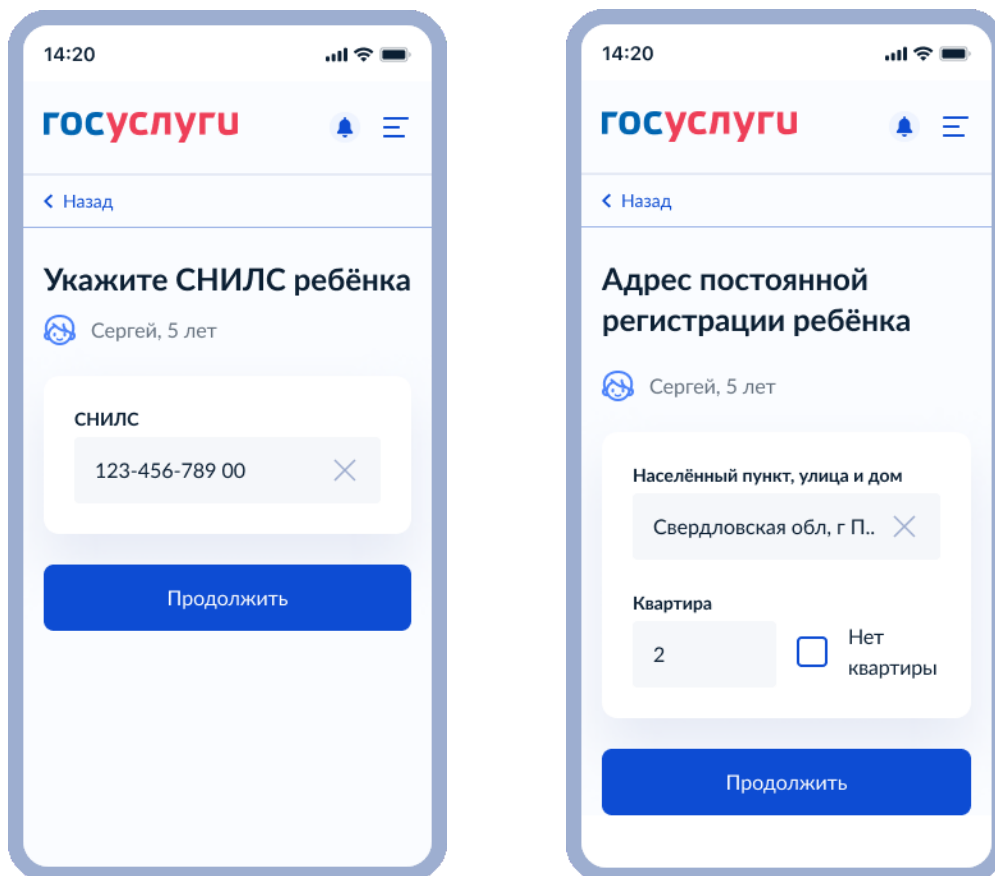 14:20
госуслуги
Назад
Укажите СНИЛС ребёнка
Сергей, 5 лет
СНИЛС
123-456-789 00
Продолжить
14:20
госуслуги
Назад
Адрес постоянной
регистрации ребёнка
Сергей, 5 лет
Населённый пункт, улица и дом
Свердловская обл, г П..
Квартира
2
Нет
квартиры
Продолжить